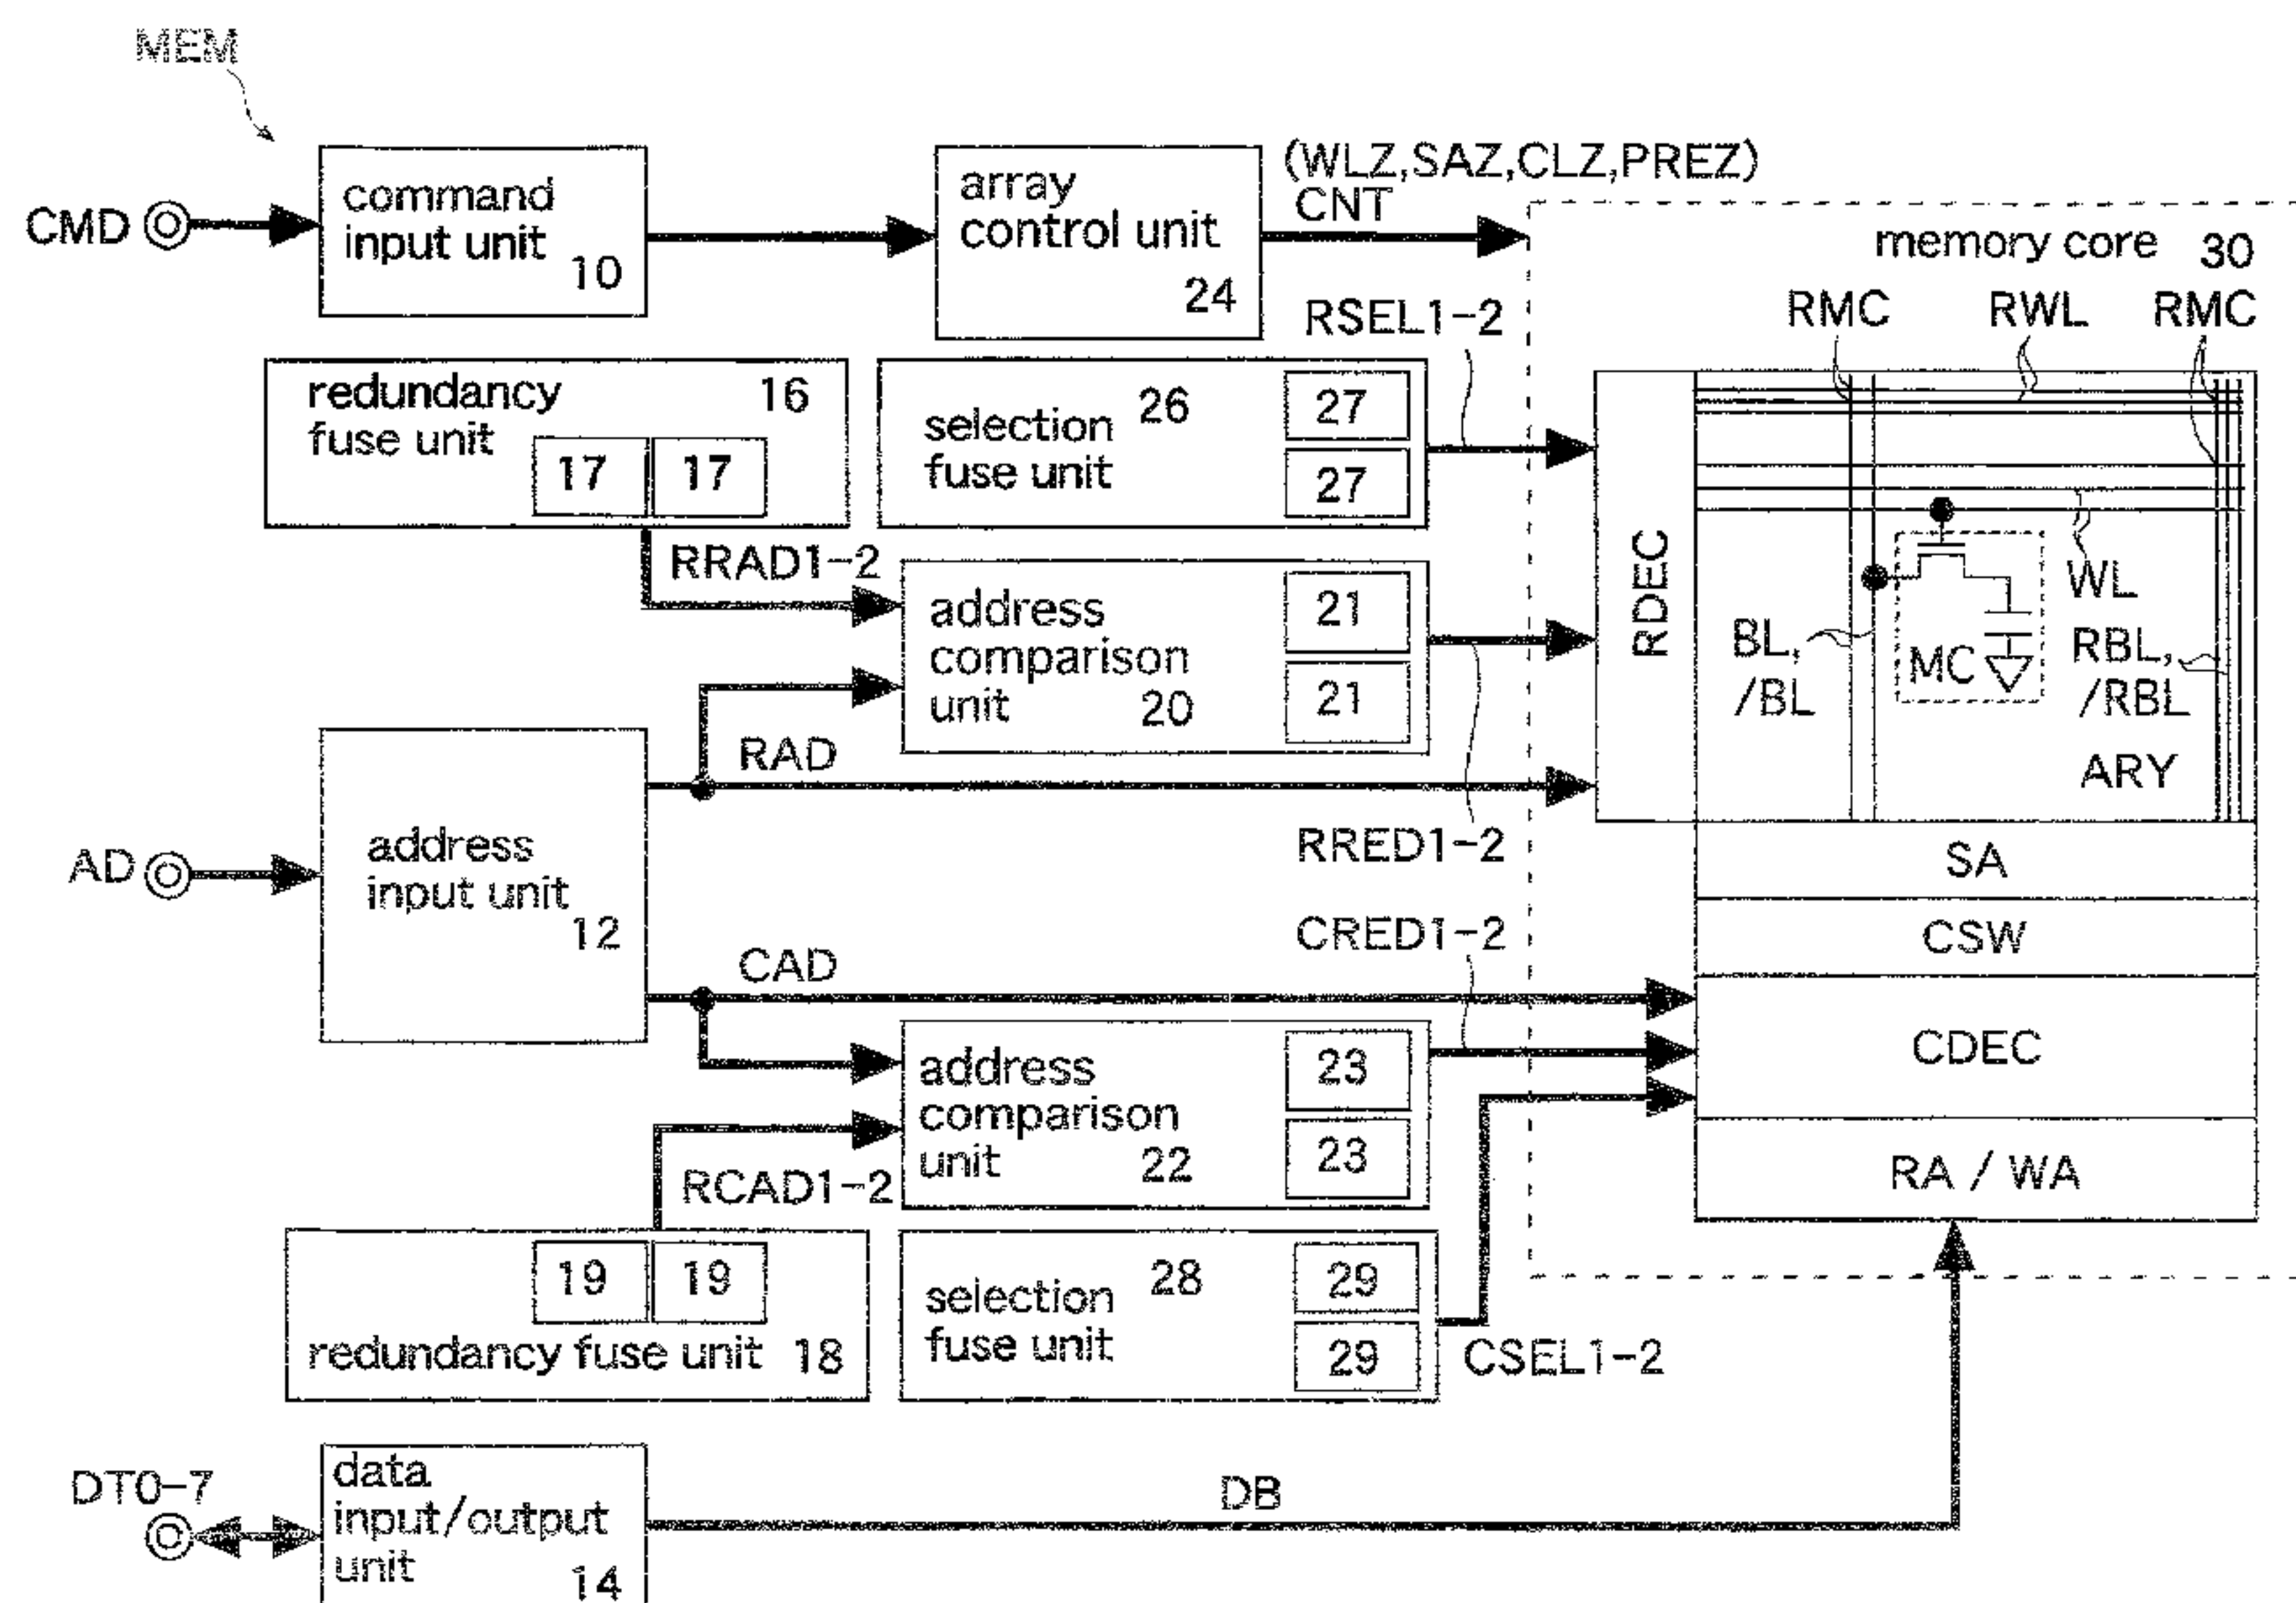 MEM
CMD
command
input unit
10
array
control unit
24
(WLZ,SAZ,CLZ,PREZ)
CNT
memory core 30
RMC RWL RMC
RSEL1-2
redundancy
fuse unit
16
17 17
selection
fuse unit
26
27
27
RRAD1-2
address
comparison
unit
20
21
21
RDEC
WL
BL,
/BL
MC
RBL,
/RBL
ARY
RAD
RRED1-2
AD
address
input unit
12
SA
CSW
CRED1-2
CAD
CDEC
address
comparison
unit
22
23
23
RCAD1-2
RA / WA
19 19
redundancy fuse unit 18
selection
fuse unit
28
29
29
CSEL1-2
DT0-7
data
input/output
unit
14
DB